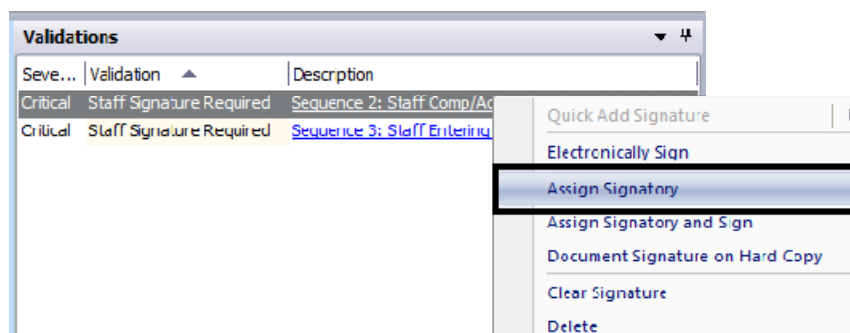 Validations
Seve... Validation Description
Critical Staff Signature Required Sequence 2: Staff Comp/Ac
Critical Staff Signature Required Sequence 3: Staff Entering
Quick Add Signature
Electronically Sign
Assign Signatory
Assign Signatory and Sign
Document Signature on Hard Copy
Clear Signature
Delete